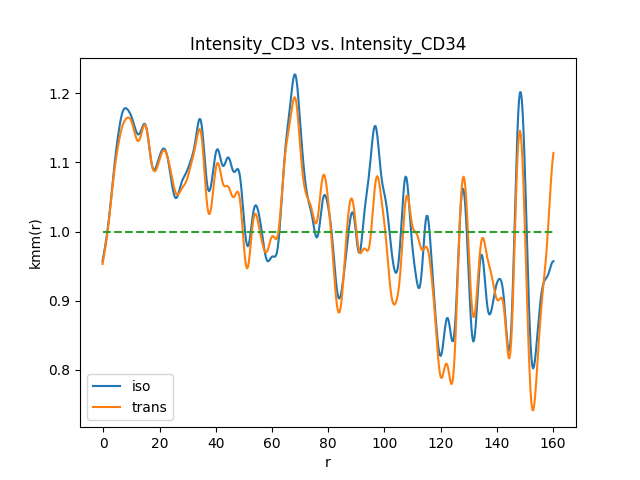 Intensity_CD3 vs. Intensity_CD34
kmm(r)
1.2
1.1
1.0
0.9
0.8
iso
trans
0 20 40 60 80 100 120 140 160
r